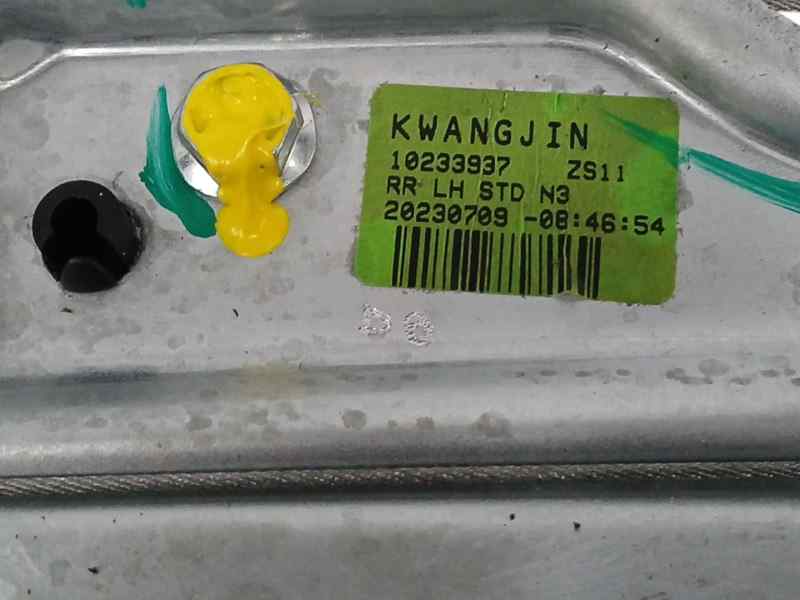 KWANGJIN
10233937 ZS11
RR LH STD N3
20230709 -08:46:54